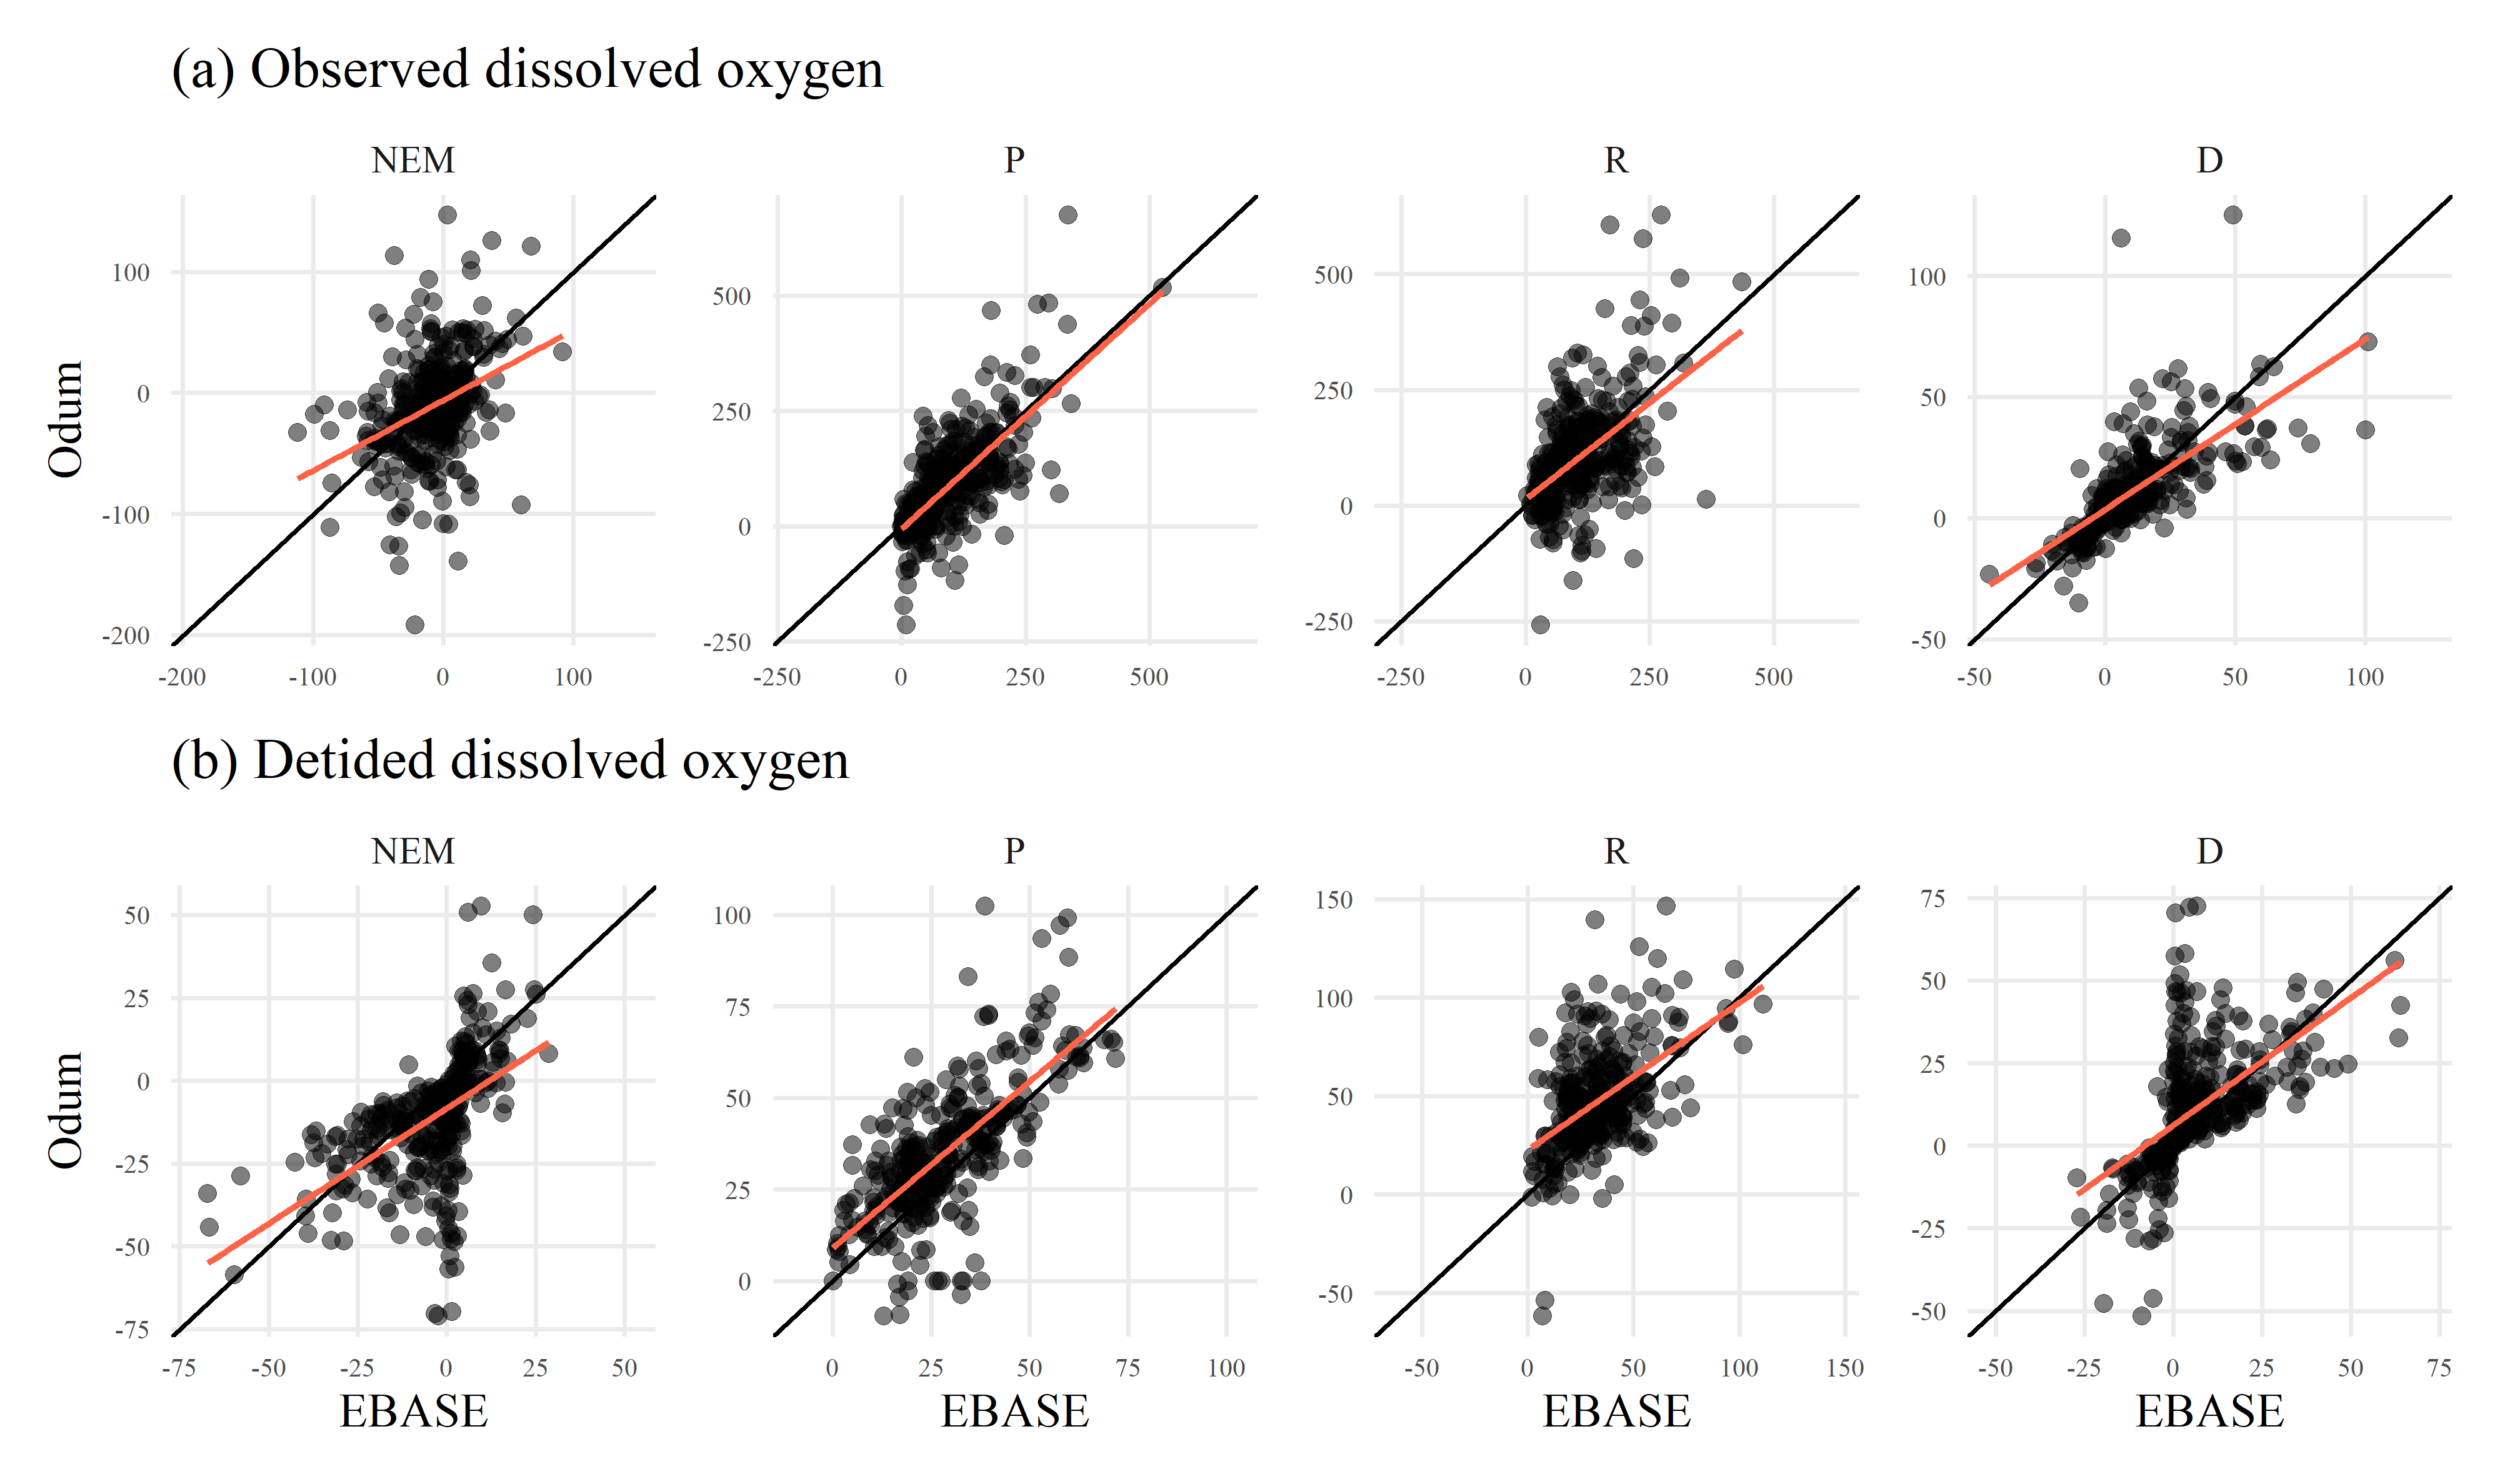 (a) Observed dissolved oxygen
NEM P R D
Odum
100
0
-100
-200
-200 -100 0 100
500
250
0
-250
-250 0 250 500
500
250
0
-250
-250 0 250 500
100
50
0
-50
-50 0 50 100
(b) Detided dissolved oxygen
NEM P R D
Odum
50
25
0
-25
-50
-75
-75 -50 -25 0 25 50
100
75
50
25
0
0 25 50 75 100
150
100
50
0
-50
-50 0 50 100 150
75
50
25
0
-25
-50
-50 -25 0 25 50 75
EBASE EBASE EBASE EBASE